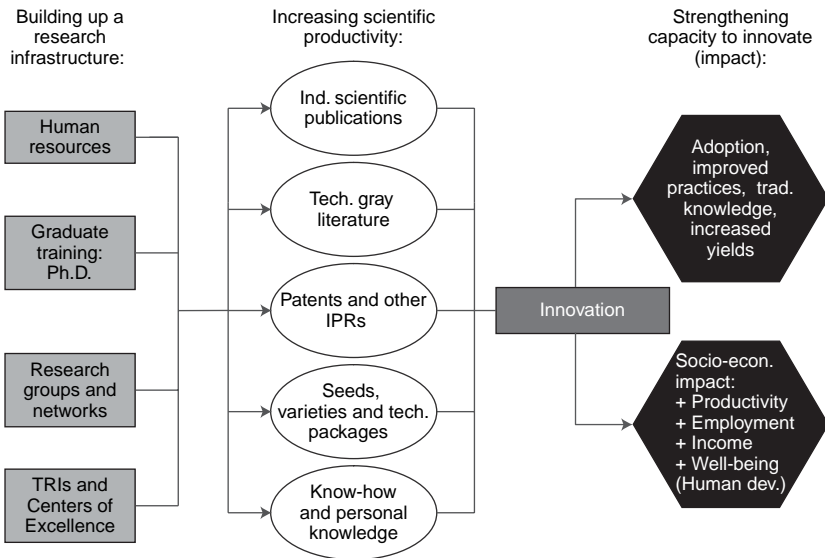 Building up a
research
infrastructure:
Increasing scientific
productivity:
Strengthening
capacity to innovate
(impact):
Human
resources
Graduate
training:
Ph.D.
Research
groups and
networks
TRIs and
Centers of
Excellence
Ind. scientific
publications
Tech. gray
literature
Patents and other
IPRs
Seeds,
varieties and tech.
packages
Know-how
and personal
knowledge
Innovation
Adoption,
improved
practices, trad.
knowledge,
increased
yields
Socio-econ.
impact:
+ Productivity
+ Employment
+ Income
+ Well-being
(Human dev.)